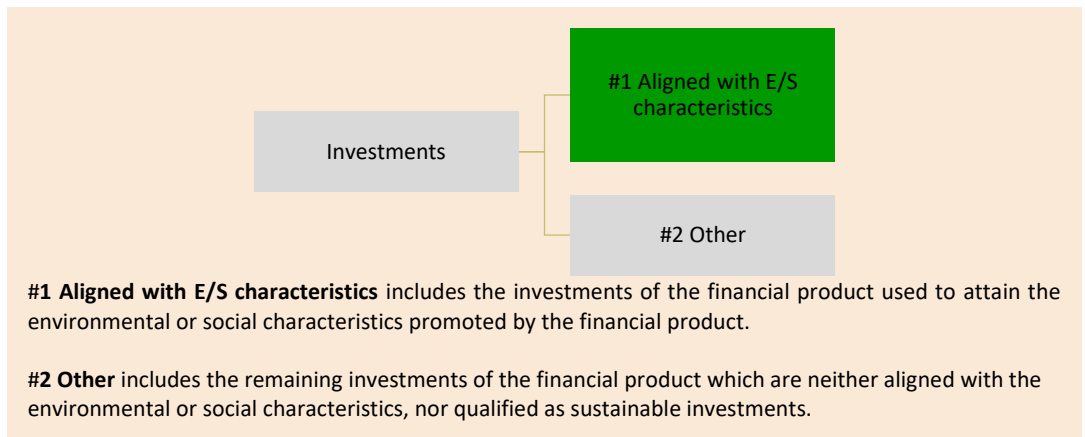 #1 Aligned with E/S
characteristics
Investments
#2 Other
#1 Aligned with E/S characteristics includes the investments of the financial product used to attain the
environmental or social characteristics promoted by the financial product.
#2 Other includes the remaining investments of the financial product which are neither aligned with the
environmental or social characteristics, nor qualified as sustainable investments.